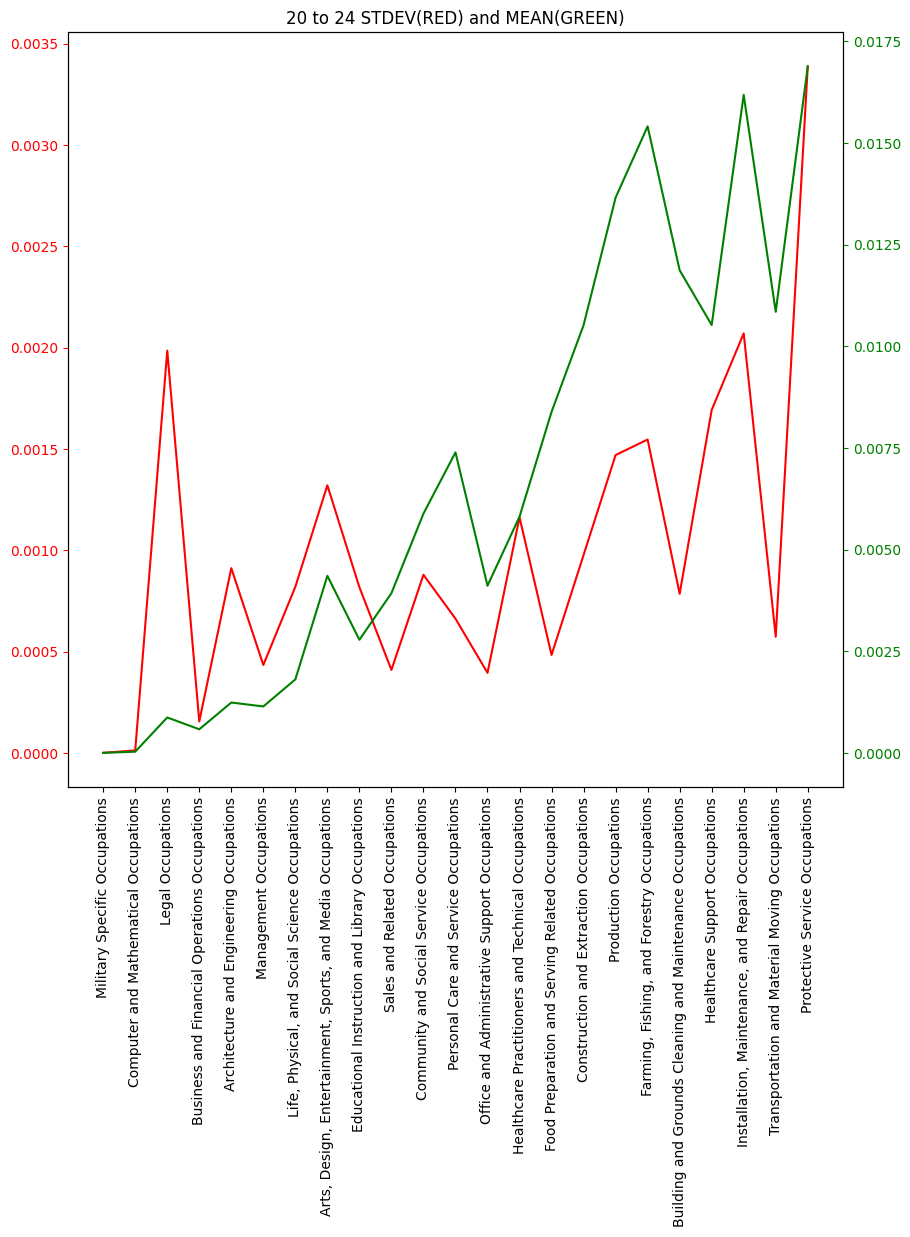 20 to 24 STDEV(RED) and MEAN(GREEN)
0.0035
0.0030
0.0025
0.0020
0.0015
0.0010
0.0005
0.0000
0.0175
0.0150
0.0125
0.0100
0.0075
0.0050
0.0025
0.0000
Military Specific Occupations
Computer and Mathematical Occupations
Legal Occupations
Business and Financial Operations Occupations
Architecture and Engineering Occupations
Management Occupations
Life, Physical, and Social Science Occupations
Arts, Design, Entertainment, Sports, and Media Occupations
Educational Instruction and Library Occupations
Sales and Related Occupations
Community and Social Service Occupations
Personal Care and Service Occupations
Office and Administrative Support Occupations
Healthcare Practitioners and Technical Occupations
Food Preparation and Serving Related Occupations
Construction and Extraction Occupations
Production Occupations
Farming, Fishing, and Forestry Occupations
Building and Grounds Cleaning and Maintenance Occupations
Healthcare Support Occupations
Installation, Maintenance, and Repair Occupations
Transportation and Material Moving Occupations
Protective Service Occupations